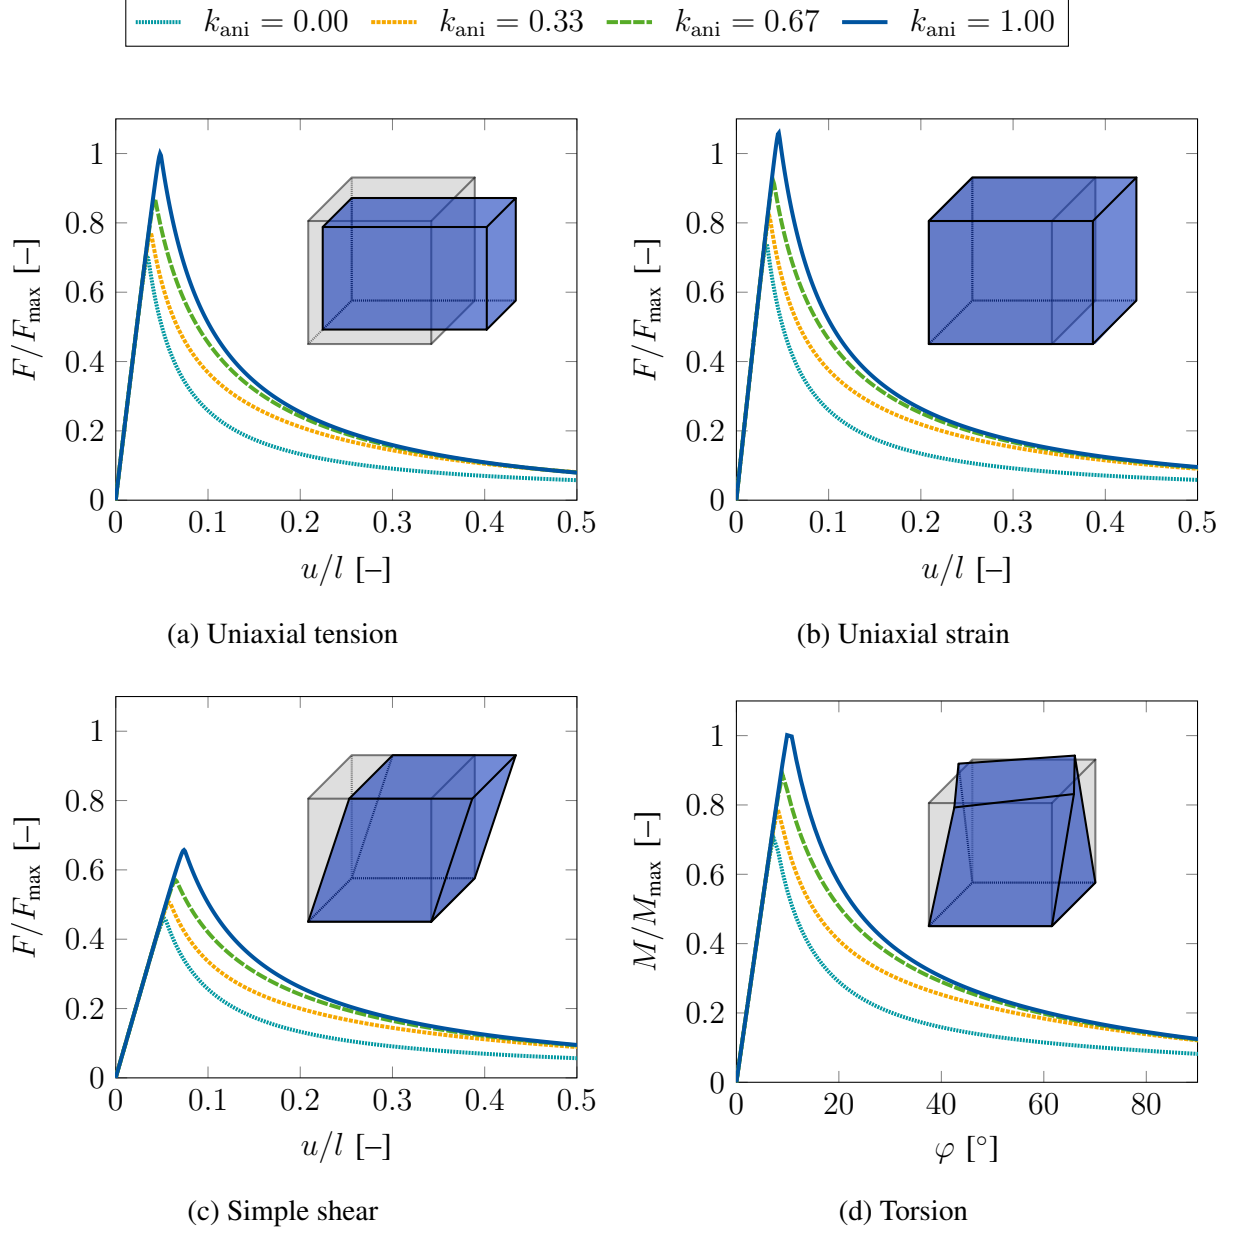 k_ani = 0.00 k_ani = 0.33 k_ani = 0.67 k_ani = 1.00
1
0.8
0.6
0.4
0.2
0
F/F_max [–]
0 0.1 0.2 0.3 0.4 0.5
u/l [–]
(a) Uniaxial tension
1
0.8
0.6
0.4
0.2
0
F/F_max [–]
0 0.1 0.2 0.3 0.4 0.5
u/l [–]
(b) Uniaxial strain
1
0.8
0.6
0.4
0.2
0
F/F_max [–]
0 0.1 0.2 0.3 0.4 0.5
u/l [–]
(c) Simple shear
1
0.8
0.6
0.4
0.2
0
M/M_max [–]
0 20 40 60 80
φ [°]
(d) Torsion